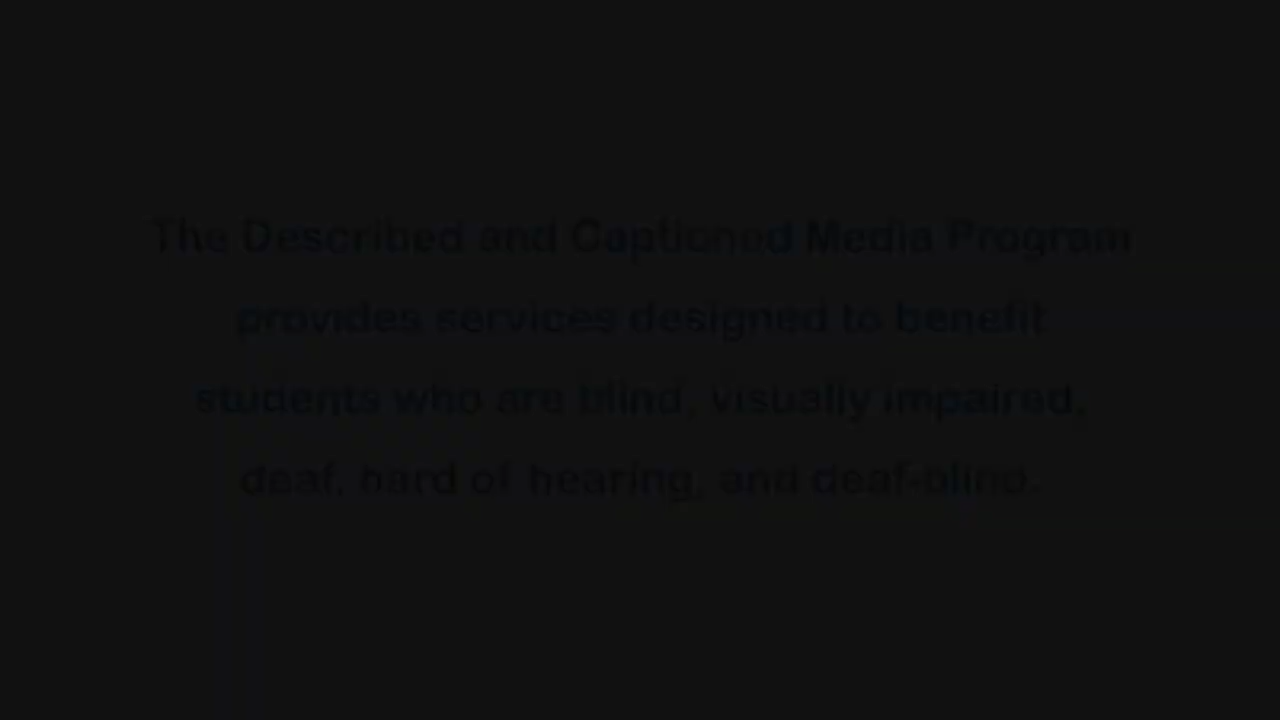 The Described and Captioned Media Program
provides services designed to benefit
students who are blind, visually impaired,
deaf, hard of hearing, and deaf-blind.